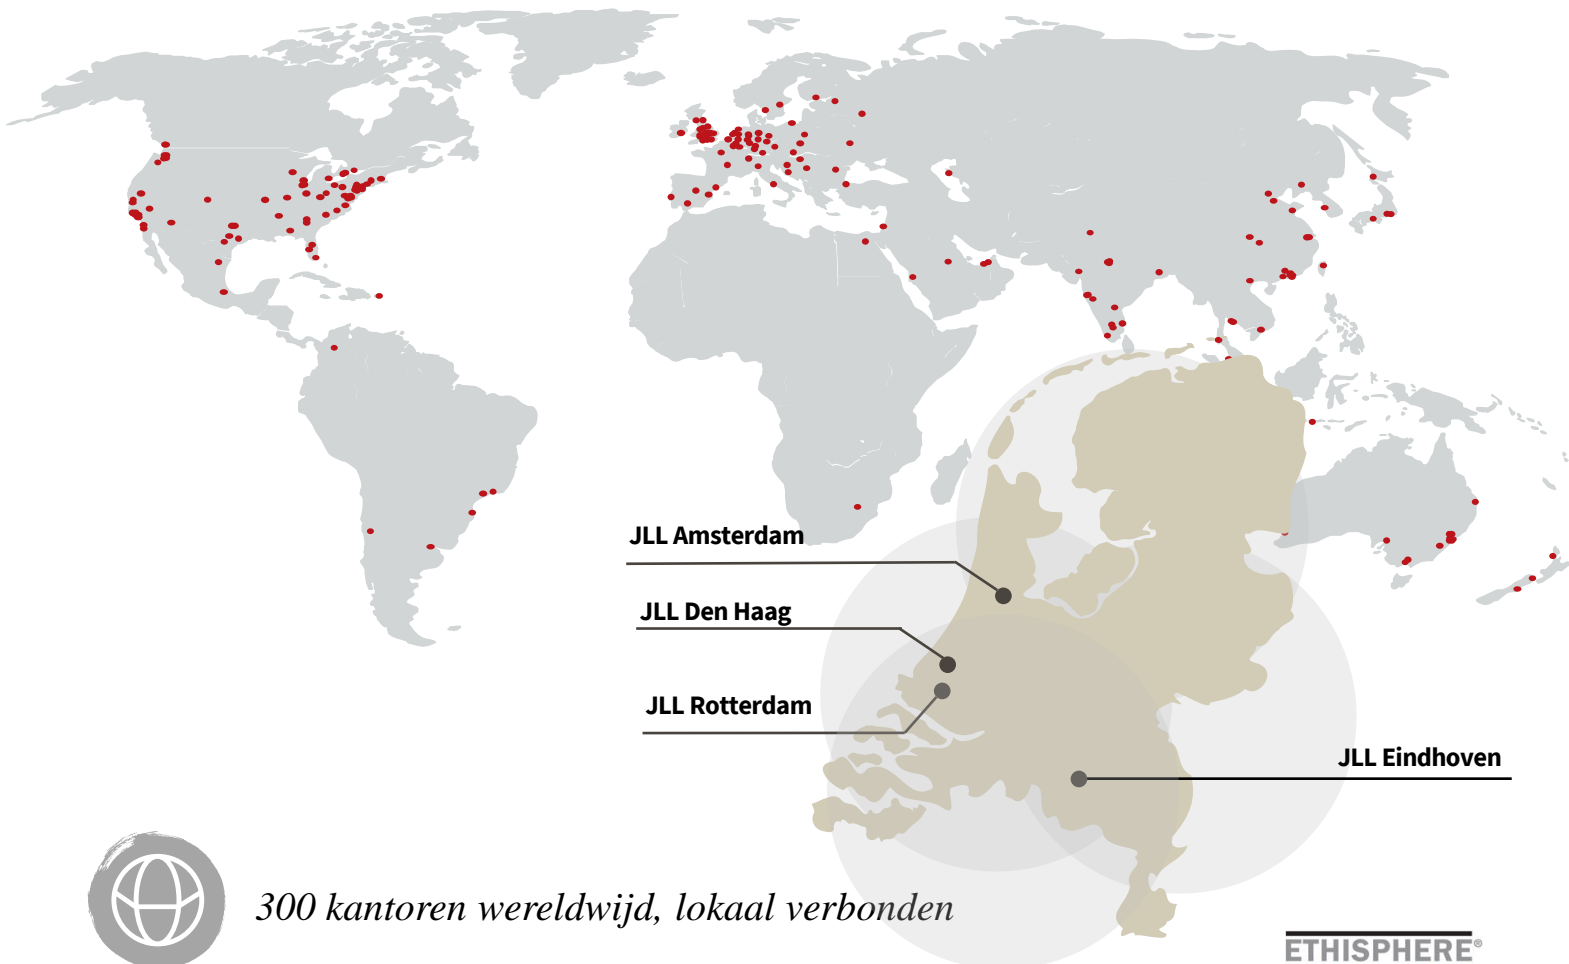 JLL Amsterdam
JLL Den Haag
JLL Rotterdam
JLL Eindhoven
300 kantoren wereldwijd, lokaal verbonden
ETHISPHERE®